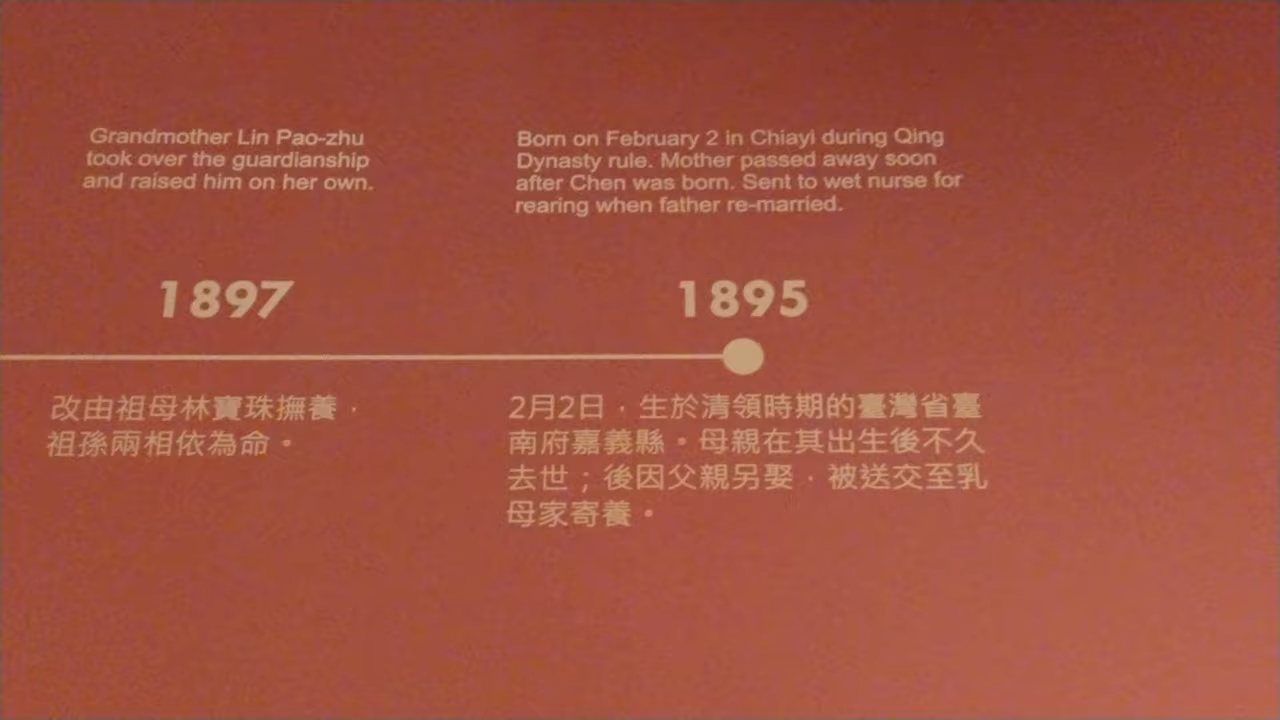 Grandmother Lin Pao-zhu
took over the guardianship
and raised him on her own.
1897
改由祖母林寶珠撫養，
祖孫兩相依為命。
Born on February 2 in Chiayi during Qing
Dynasty rule. Mother passed away soon
after Chen was born. Sent to wet nurse for
rearing when father re-married.
1895
2月2日，生於清領時期的臺灣省臺
南府嘉義縣。母親在其出生後不久
去世；後因父親另娶，被送交至乳
母家寄養。